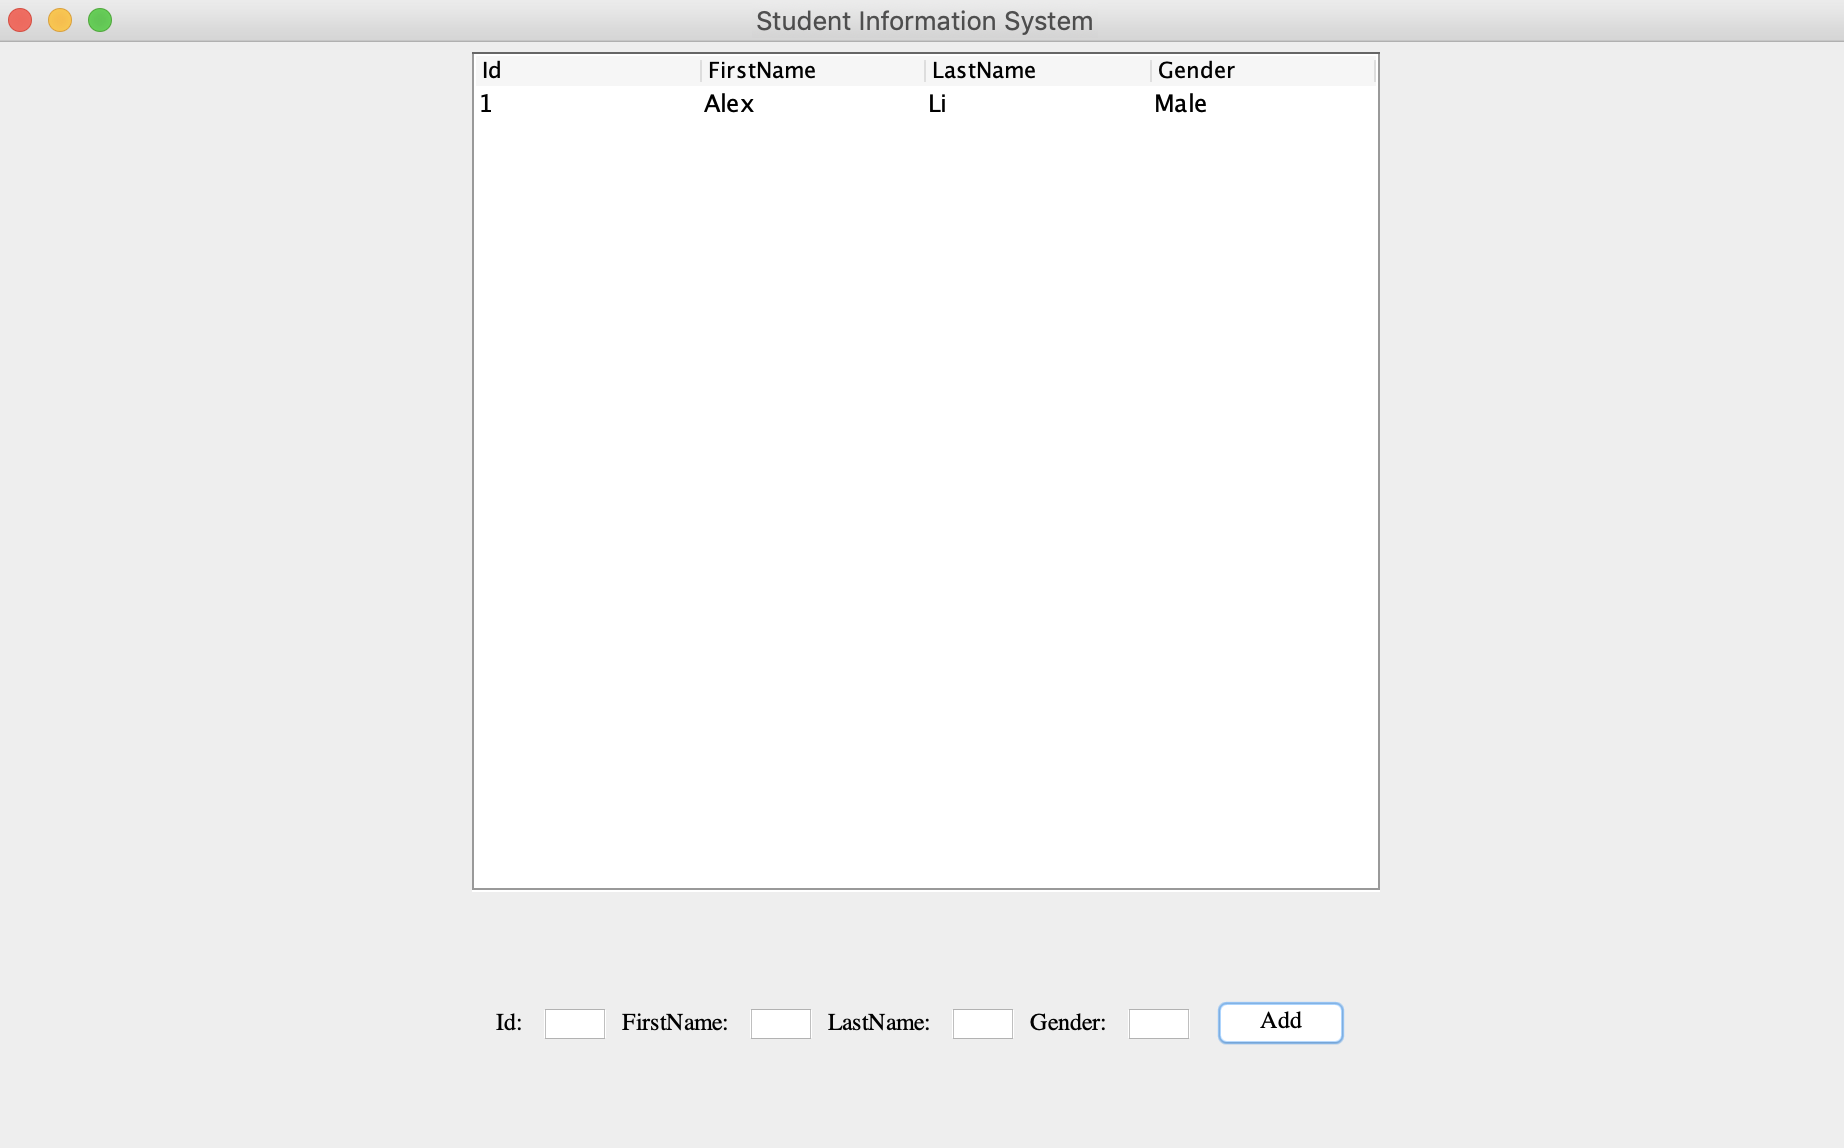 Student Information System
Id FirstName LastName Gender
1 Alex Li Male
Id: FirstName: LastName: Gender: Add